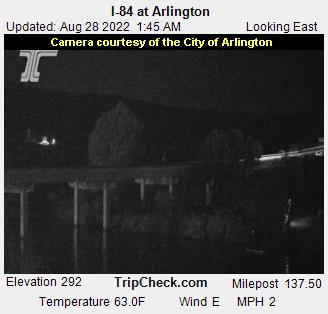 I-84 at Arlington
Updated: Aug 28 2022 1:45 AM Looking East
Camera courtesy of the City of Arlington
Elevation 292 TripCheck.com Milepost 137.50
Temperature 63.0F Wind E MPH 2